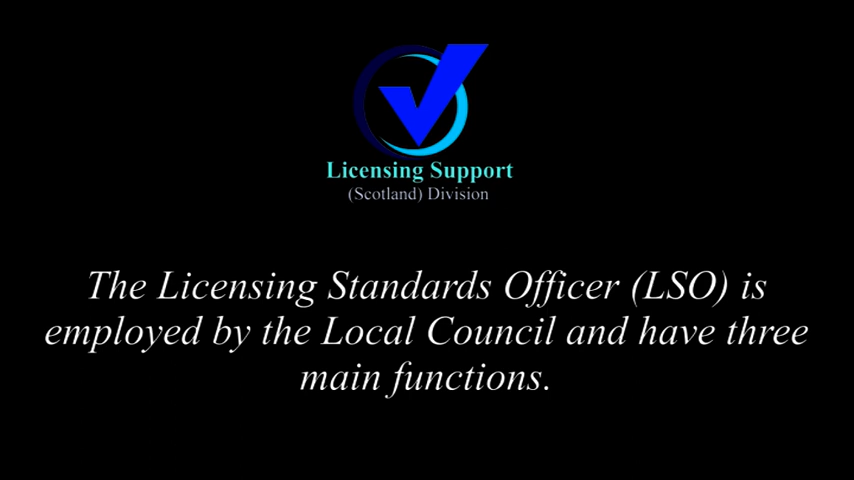 Licensing Support
(Scotland) Division
The Licensing Standards Officer (LSO) is
employed by the Local Council and have three
main functions.